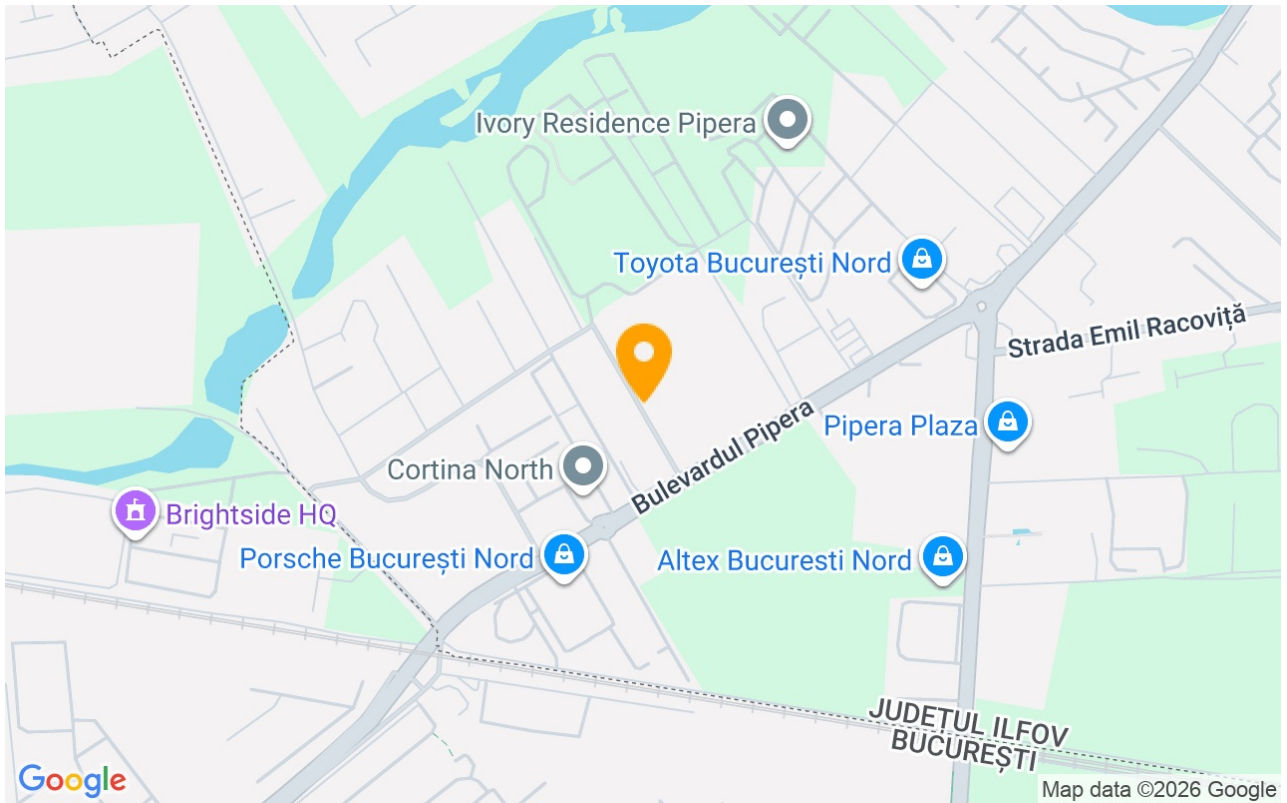 Ivory Residence Pipera
Toyota București Nord
Strada Emil Racoviță
Bulevardul Pipera
Pipera Plaza
Cortina North
Brightside HQ
Porsche București Nord
Altex Bucuresti Nord
JUDEȚUL ILFOV
BUCUREȘTI
Google
Map data ©2026 Google